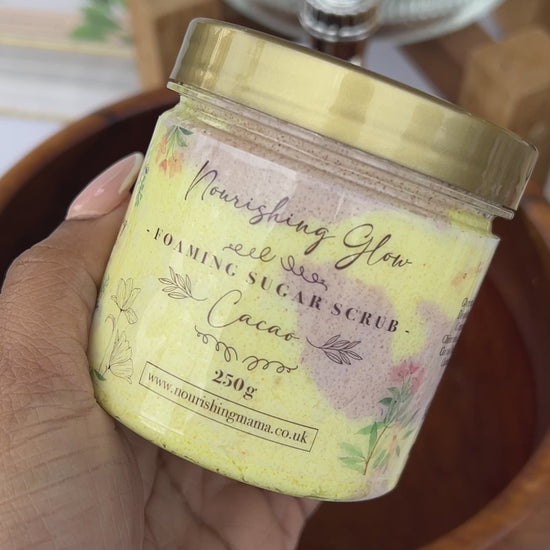 Nourishing Glow
- FOAMING SUGAR SCRUB -
Cacao
250g
www.nourishingmama.co.uk